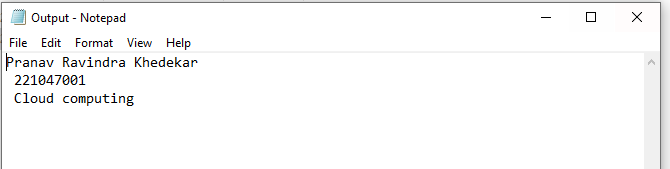 Output - Notepad
File Edit Format View Help
Pranav Ravindra Khedekar
221047001
Cloud computing